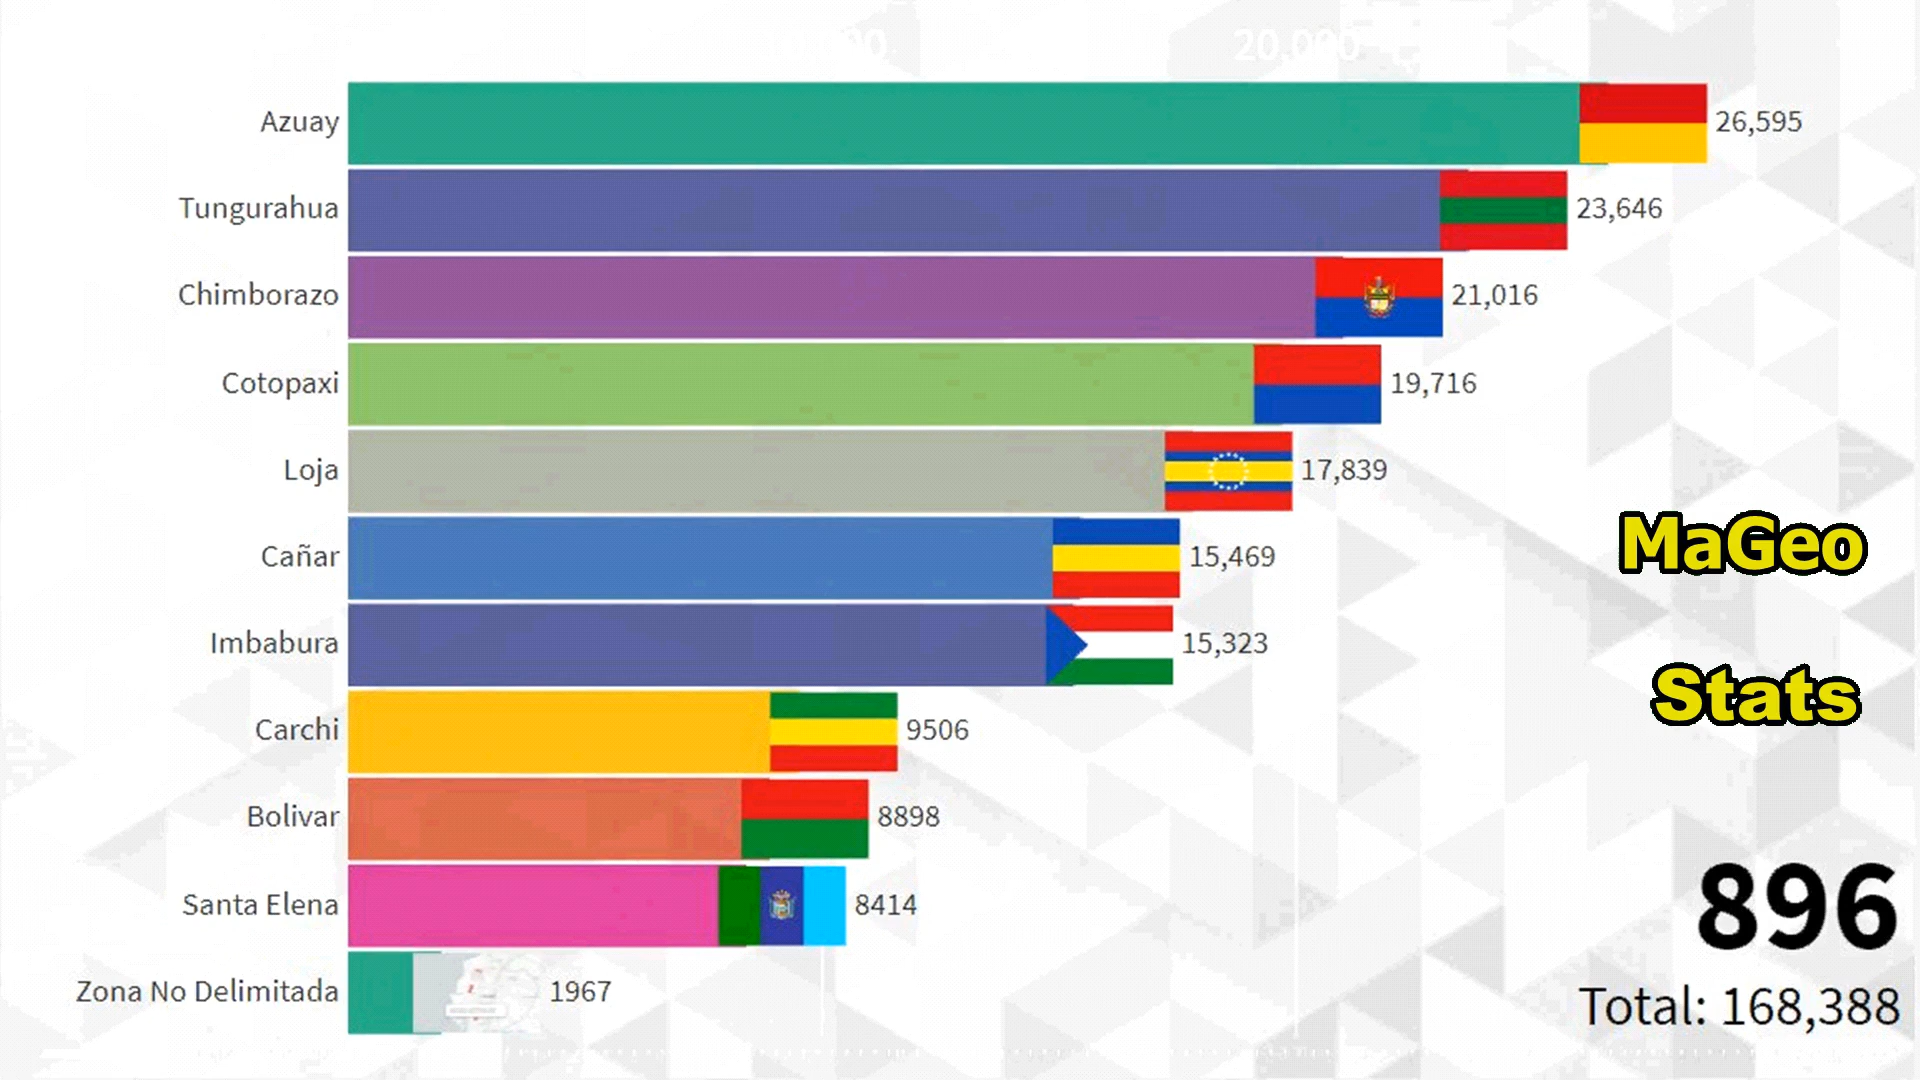 20,000
Azuay 26,595
Tungurahua 23,646
Chimborazo 21,016
Cotopaxi 19,716
Loja 17,839
Cañar 15,469
Imbabura 15,323
Carchi 9506
Bolivar 8898
Santa Elena 8414
Zona No Delimitada 1967
MaGeo
Stats
896
Total: 168,388